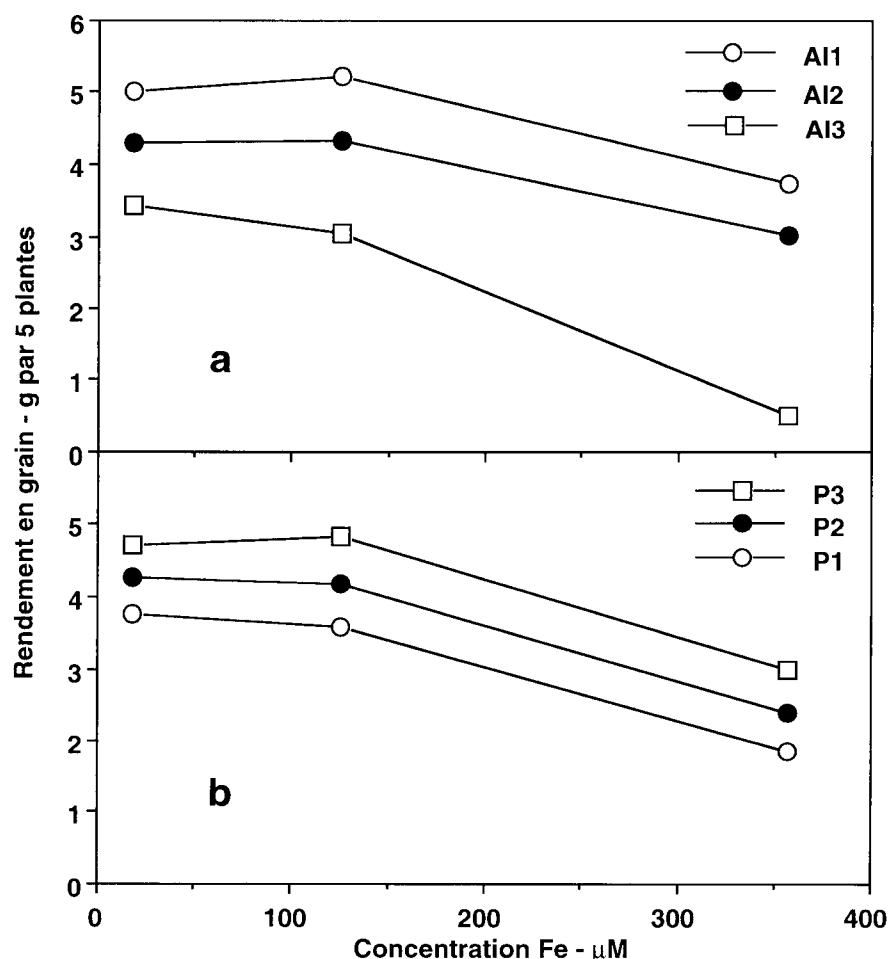 6
5
4
3
2
1
0
Al1
Al2
Al3
a
Rendement en grain - g par 5 plantes
5
4
3
2
1
0
P3
P2
P1
b
0 100 200 300 400
Concentration Fe - µM